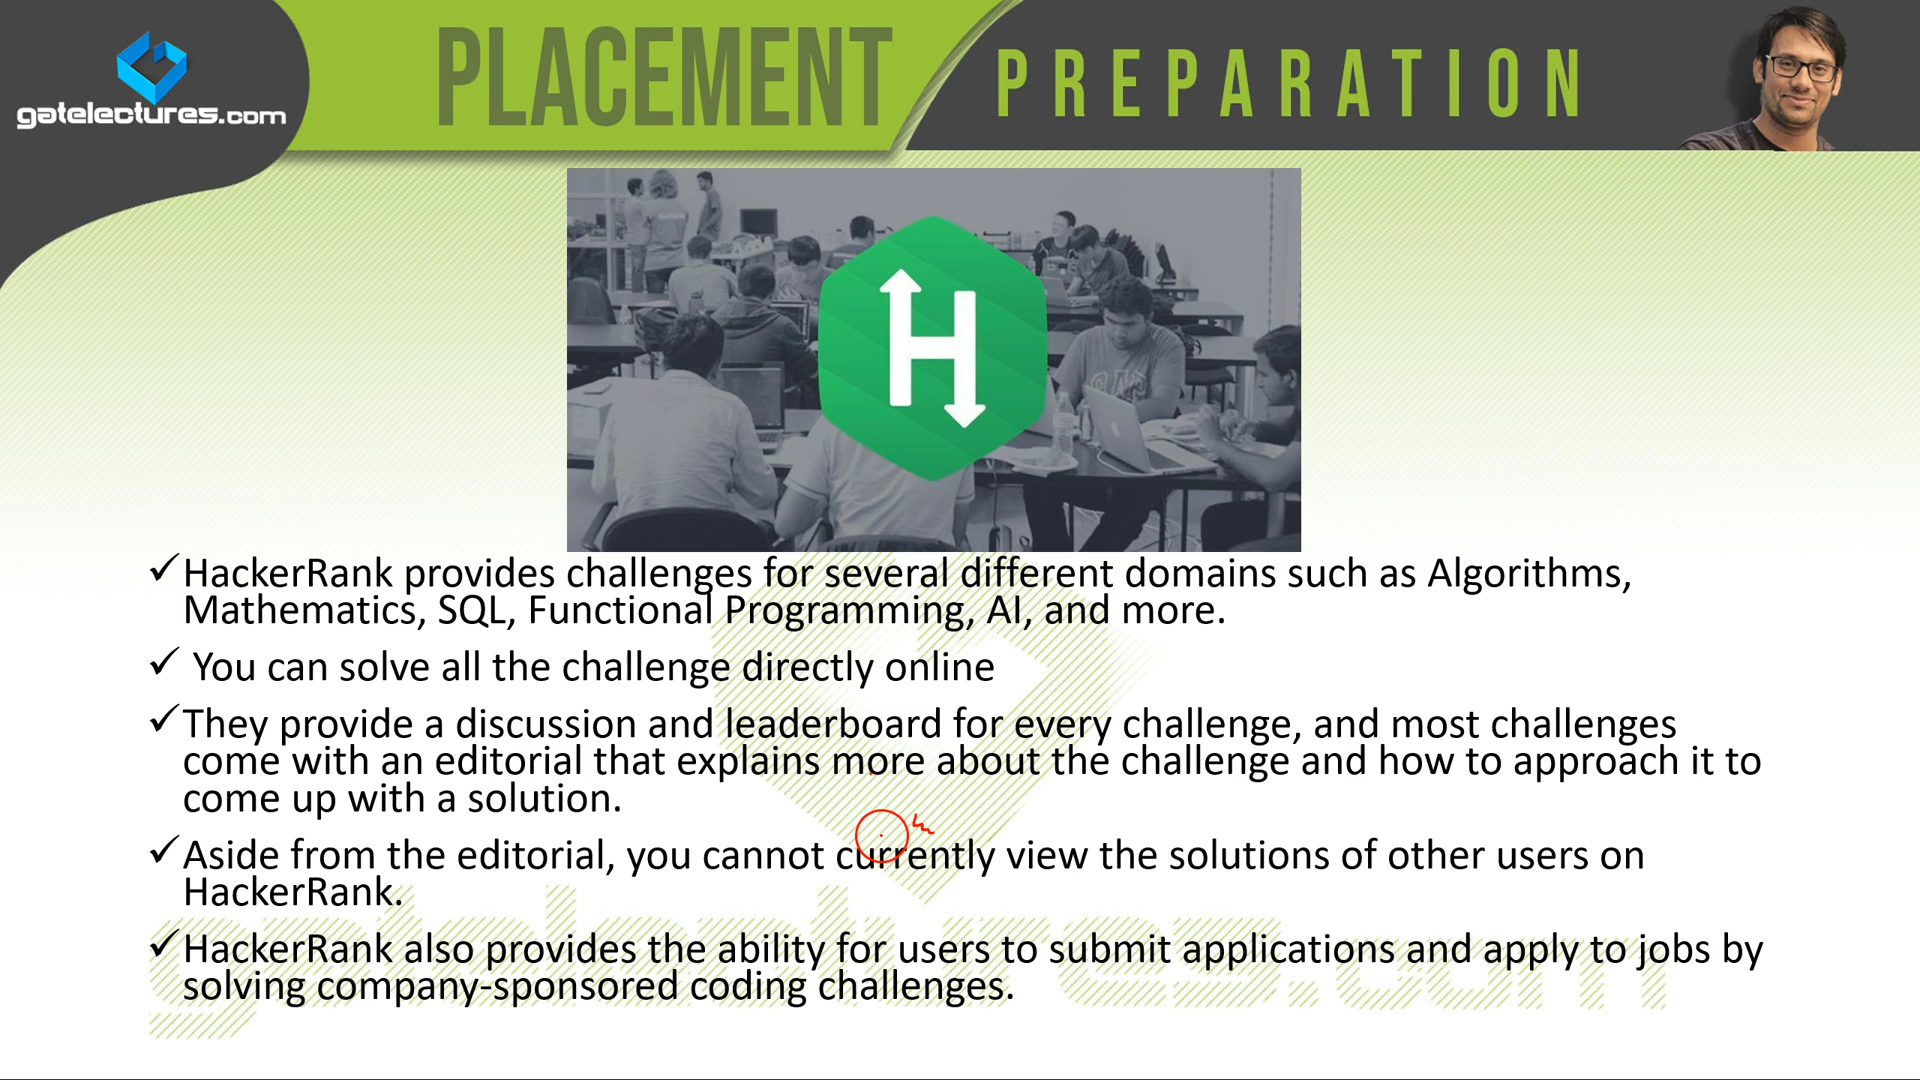 gatelectures.com
PLACEMENT PREPARATION
H
✓HackerRank provides challenges for several different domains such as Algorithms,
Mathematics, SQL, Functional Programming, AI, and more.
✓ You can solve all the challenge directly online
✓They provide a discussion and leaderboard for every challenge, and most challenges
come with an editorial that explains more about the challenge and how to approach it to
come up with a solution.
✓Aside from the editorial, you cannot currently view the solutions of other users on
HackerRank.
✓HackerRank also provides the ability for users to submit applications and apply to jobs by
solving company-sponsored coding challenges.
gatelectures.com